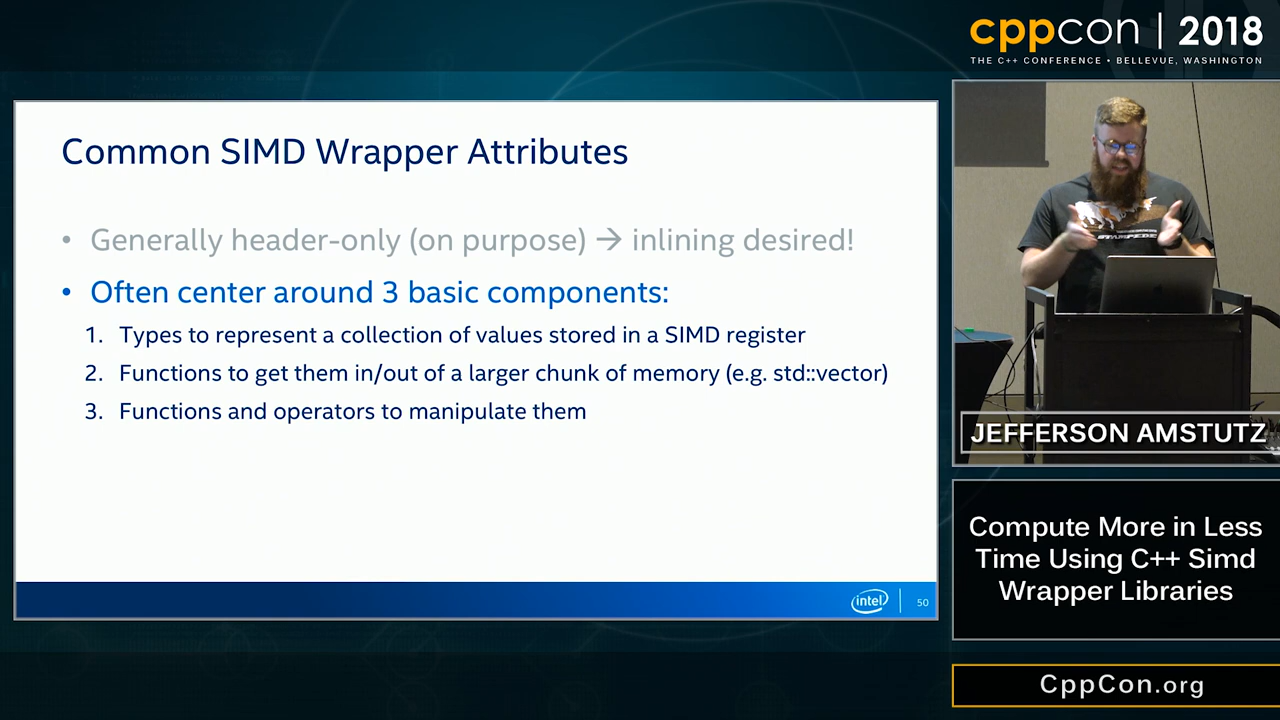 cppcon | 2018
THE C++ CONFERENCE • BELLEVUE, WASHINGTON
Common SIMD Wrapper Attributes
• Generally header-only (on purpose) → inlining desired!
• Often center around 3 basic components:
1. Types to represent a collection of values stored in a SIMD register
2. Functions to get them in/out of a larger chunk of memory (e.g. std::vector)
3. Functions and operators to manipulate them
intel
50
STAMPEDE
JEFFERSON AMSTUTZ
Compute More in Less
Time Using C++ Simd
Wrapper Libraries
CppCon.org